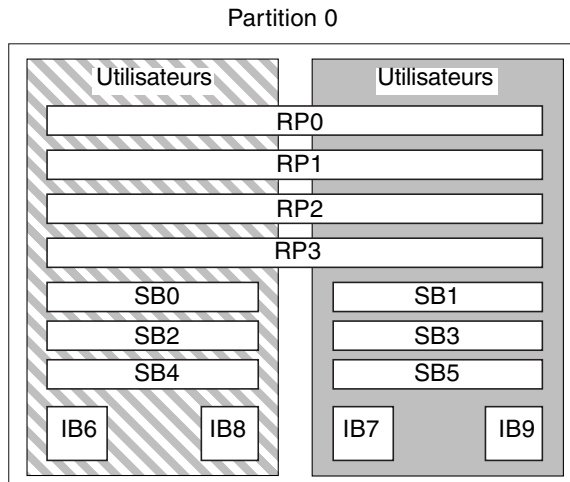 Partition 0
Utilisateurs Utilisateurs
RP0
RP1
RP2
RP3
SB0 SB1
SB2 SB3
SB4 SB5
IB6 IB8 IB7 IB9